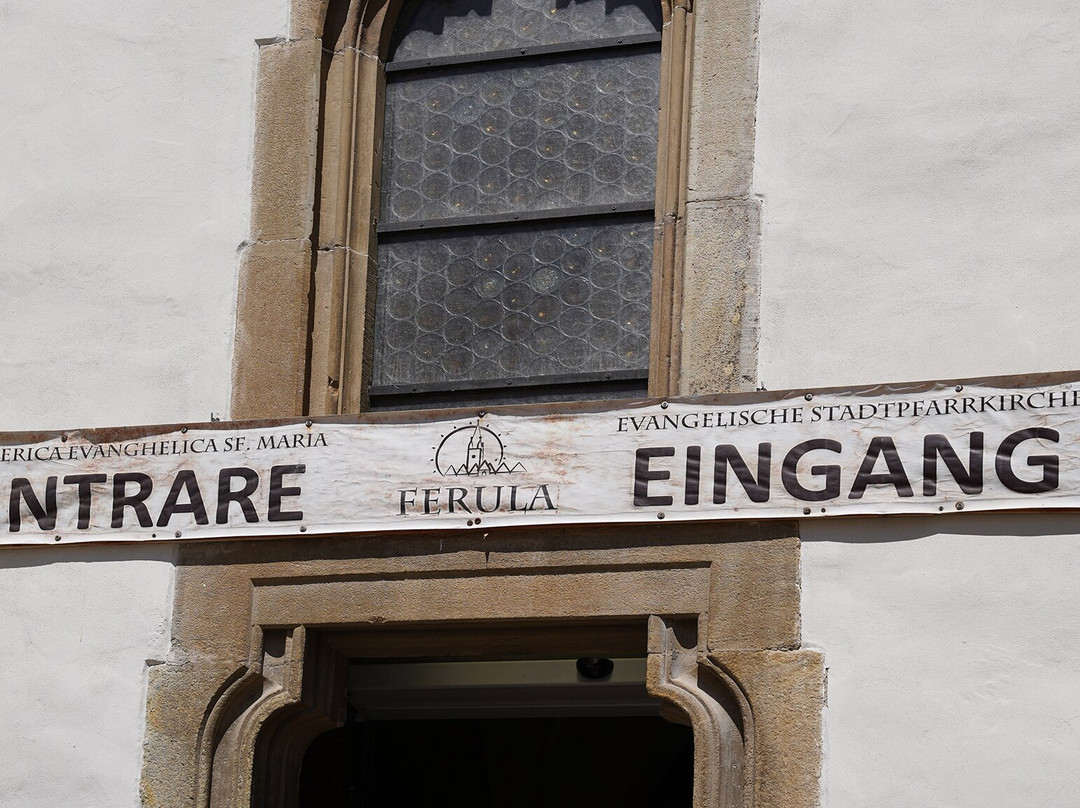 ERICA EVANGHELICA SF. MARIA
NTRARE
FERULA
EVANGELISCHE STADTPFARRKIRCHE
EINGANG